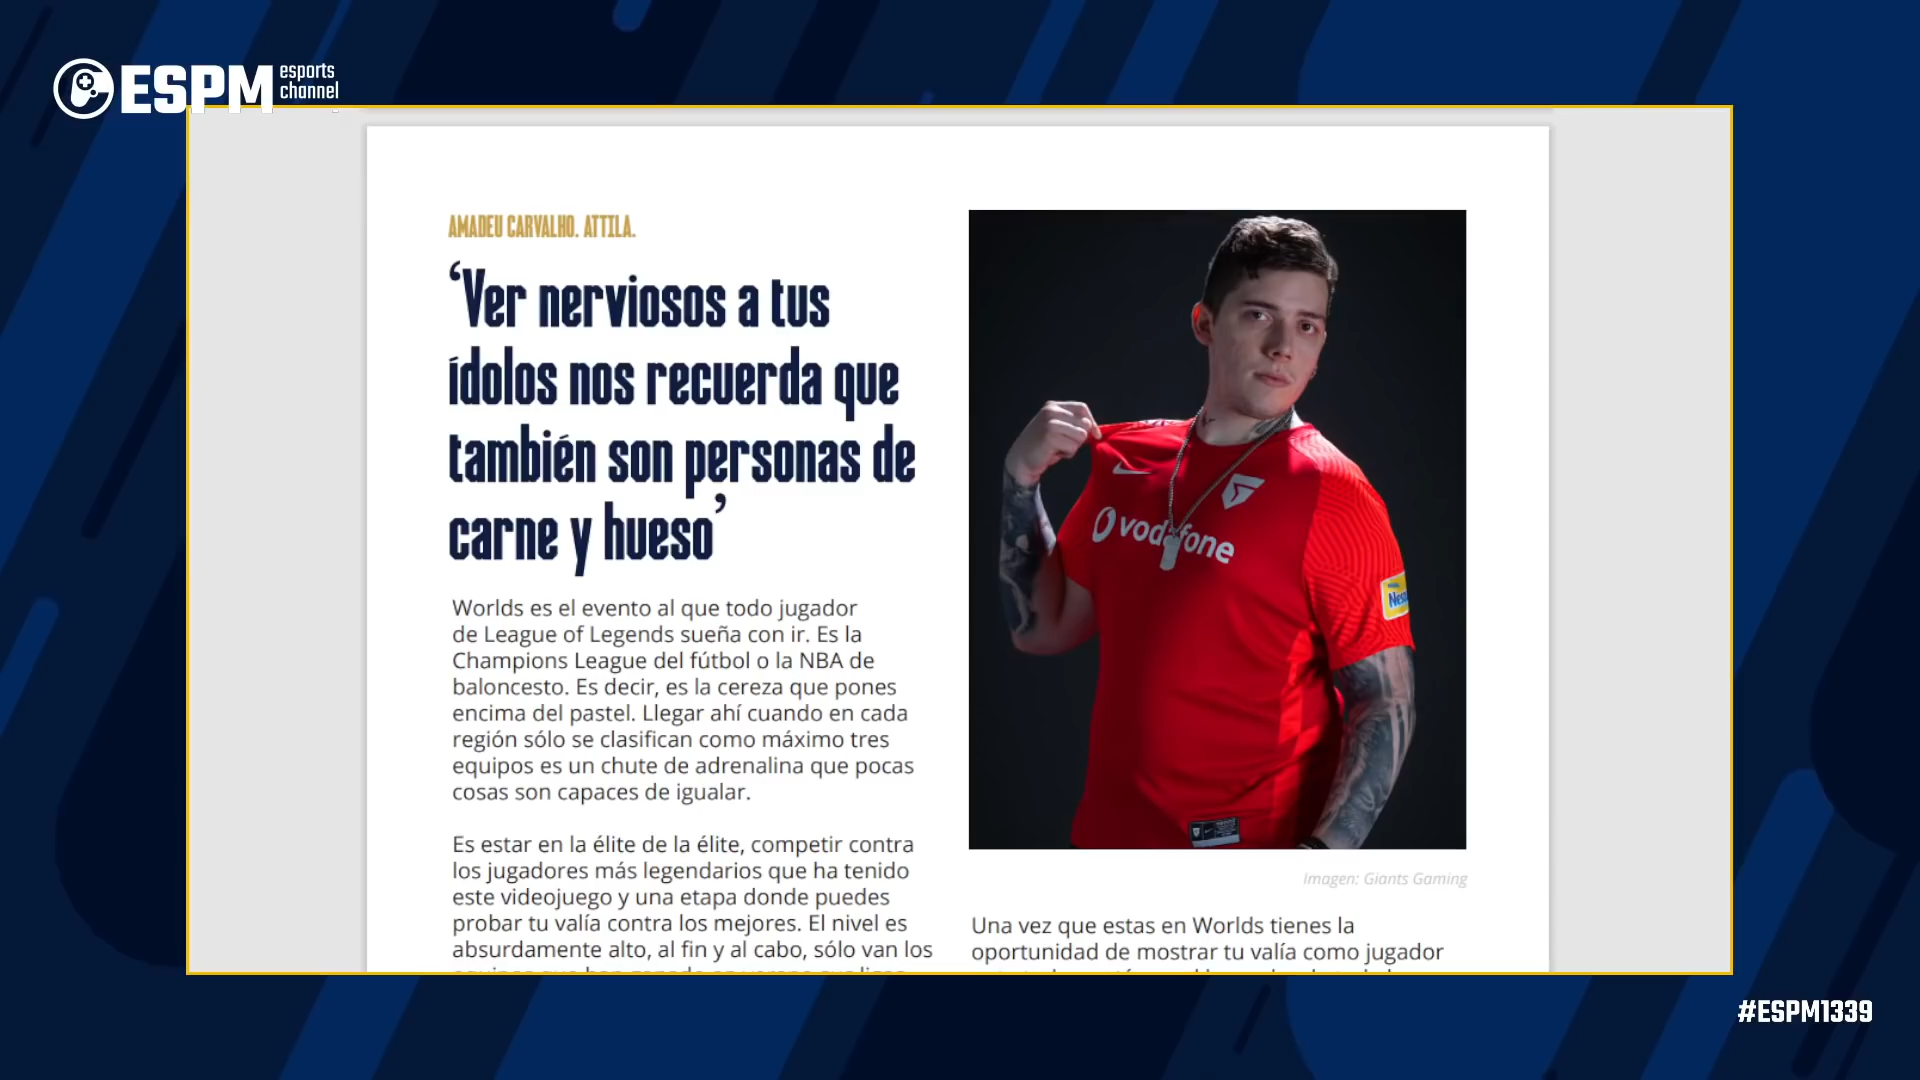 ESPM esports
channel
AMADEU CARVALHO. ATTILA.
‘Ver nerviosos a tus
ídolos nos recuerda que
también son personas de
carne y hueso’
Worlds es el evento al que todo jugador
de League of Legends sueña con ir. Es la
Champions League del fútbol o la NBA de
baloncesto. Es decir, es la cereza que pones
encima del pastel. Llegar ahí cuando en cada
región sólo se clasifican como máximo tres
equipos es un chute de adrenalina que pocas
cosas son capaces de igualar.
Es estar en la élite de la élite, competir contra
los jugadores más legendarios que ha tenido
este videojuego y una etapa donde puedes
probar tu valía contra los mejores. El nivel es
absurdamente alto, al fin y al cabo, sólo van los
vodafone
Imagen: Giants Gaming
Una vez que estas en Worlds tienes la
oportunidad de mostrar tu valía como jugador
#ESPM1339